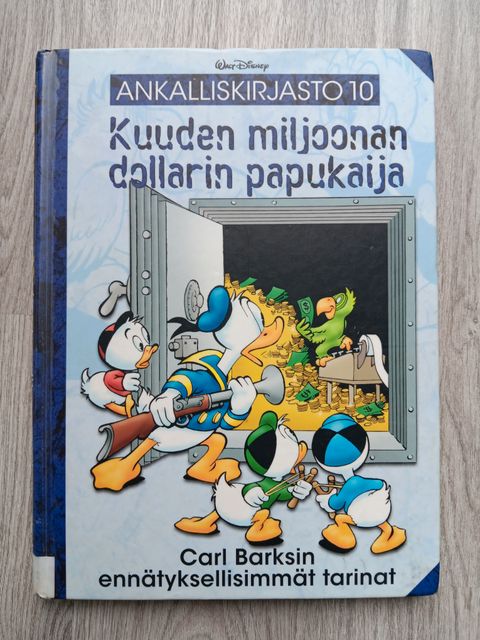 Walt Disney
ANKALLISKIRJASTO 10
Kuuden miljoonan
dollarin papukaija
Carl Barksin
ennätyksellisimmät tarinat